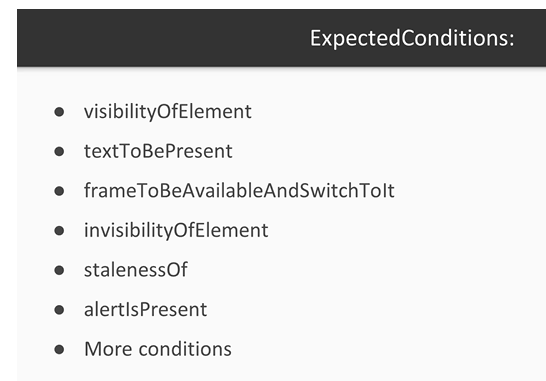 ExpectedConditions:
● visibilityOfElement
● textToBePresent
● frameToBeAvailableAndSwitchToIt
● invisibilityOfElement
● stalenessOf
● alertIsPresent
● More conditions